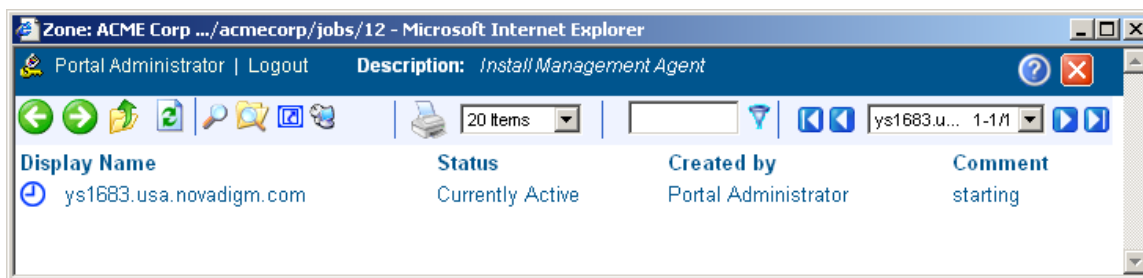 Zone: ACME Corp .../acmecorp/jobs/12 - Microsoft Internet Explorer
Portal Administrator | Logout Description: Install Management Agent
20 Items ys1683.u... 1-1/1
Display Name Status Created by Comment
ys1683.usa.novadigm.com Currently Active Portal Administrator starting